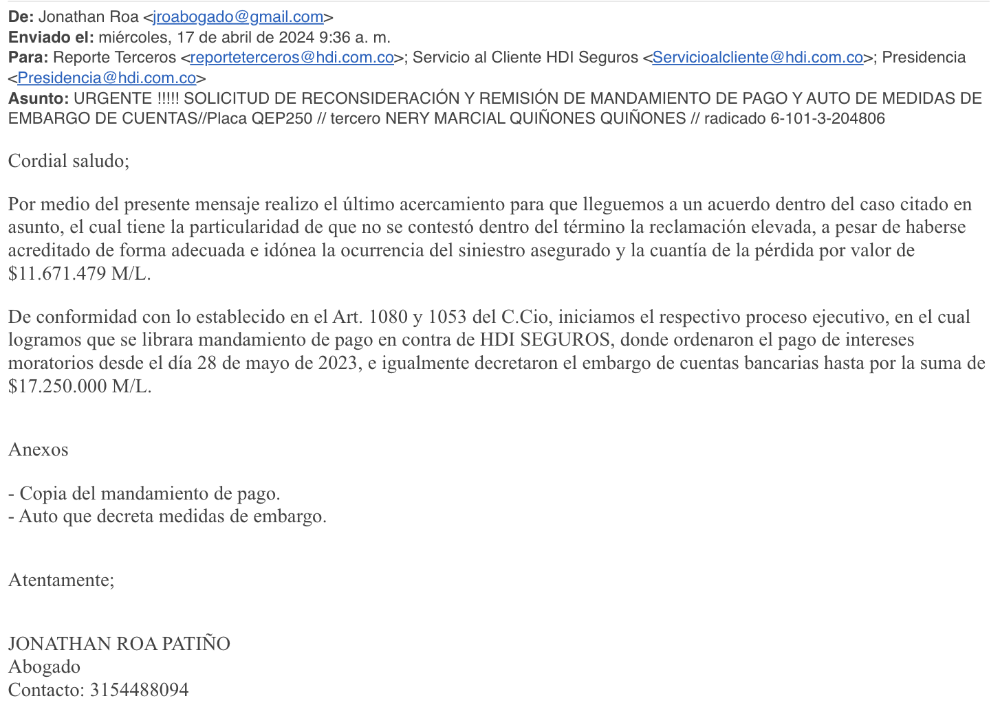 De: Jonathan Roa <jroabogado@gmail.com>
Enviado el: miércoles, 17 de abril de 2024 9:36 a. m.
Para: Reporte Terceros <reporteterceros@hdi.com.co>; Servicio al Cliente HDI Seguros <Servicioalcliente@hdi.com.co>; Presidencia
<Presidencia@hdi.com.co>
Asunto: URGENTE !!!!! SOLICITUD DE RECONSIDERACIÓN Y REMISIÓN DE MANDAMIENTO DE PAGO Y AUTO DE MEDIDAS DE
EMBARGO DE CUENTAS//Placa QEP250 // tercero NERY MARCIAL QUIÑONES QUIÑONES // radicado 6-101-3-204806
Cordial saludo;
Por medio del presente mensaje realizo el último acercamiento para que lleguemos a un acuerdo dentro del caso citado en
asunto, el cual tiene la particularidad de que no se contestó dentro del término la reclamación elevada, a pesar de haberse
acreditado de forma adecuada e idónea la ocurrencia del siniestro asegurado y la cuantía de la pérdida por valor de
$11.671.479 M/L.
De conformidad con lo establecido en el Art. 1080 y 1053 del C.Cio, iniciamos el respectivo proceso ejecutivo, en el cual
logramos que se librara mandamiento de pago en contra de HDI SEGUROS, donde ordenaron el pago de intereses
moratorios desde el día 28 de mayo de 2023, e igualmente decretaron el embargo de cuentas bancarias hasta por la suma de
$17.250.000 M/L.
Anexos
- Copia del mandamiento de pago.
- Auto que decreta medidas de embargo.
Atentamente;
JONATHAN ROA PATIÑO
Abogado
Contacto: 3154488094